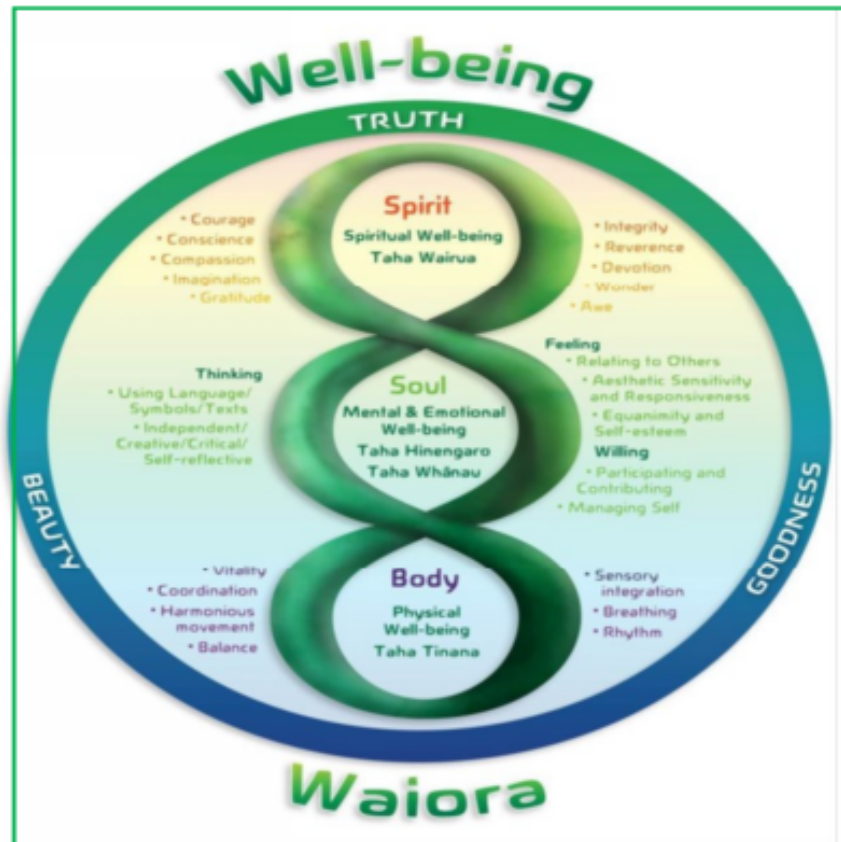 Well-being
TRUTH
Spirit
Spiritual Well-being
Taha Wairua
• Courage
• Conscience
• Compassion
• Imagination
• Gratitude
• Integrity
• Reverence
• Devotion
• Wonder
• Awe
Thinking
• Using Language/
Symbols/Texts
• Independent/
Creative/Critical/
Self-reflective
Soul
Mental & Emotional
Well-being
Taha Hinengaro
Taha Whānau
Feeling
• Relating to Others
• Aesthetic Sensitivity
and Responsiveness
• Equanimity and
Self-esteem
Willing
• Participating and
Contributing
• Managing Self
BEAUTY
GOODNESS
• Vitality
• Coordination
• Harmonious
movement
• Balance
Body
Physical
Well-being
Taha Tinana
• Sensory
integration
• Breathing
• Rhythm
Waiora